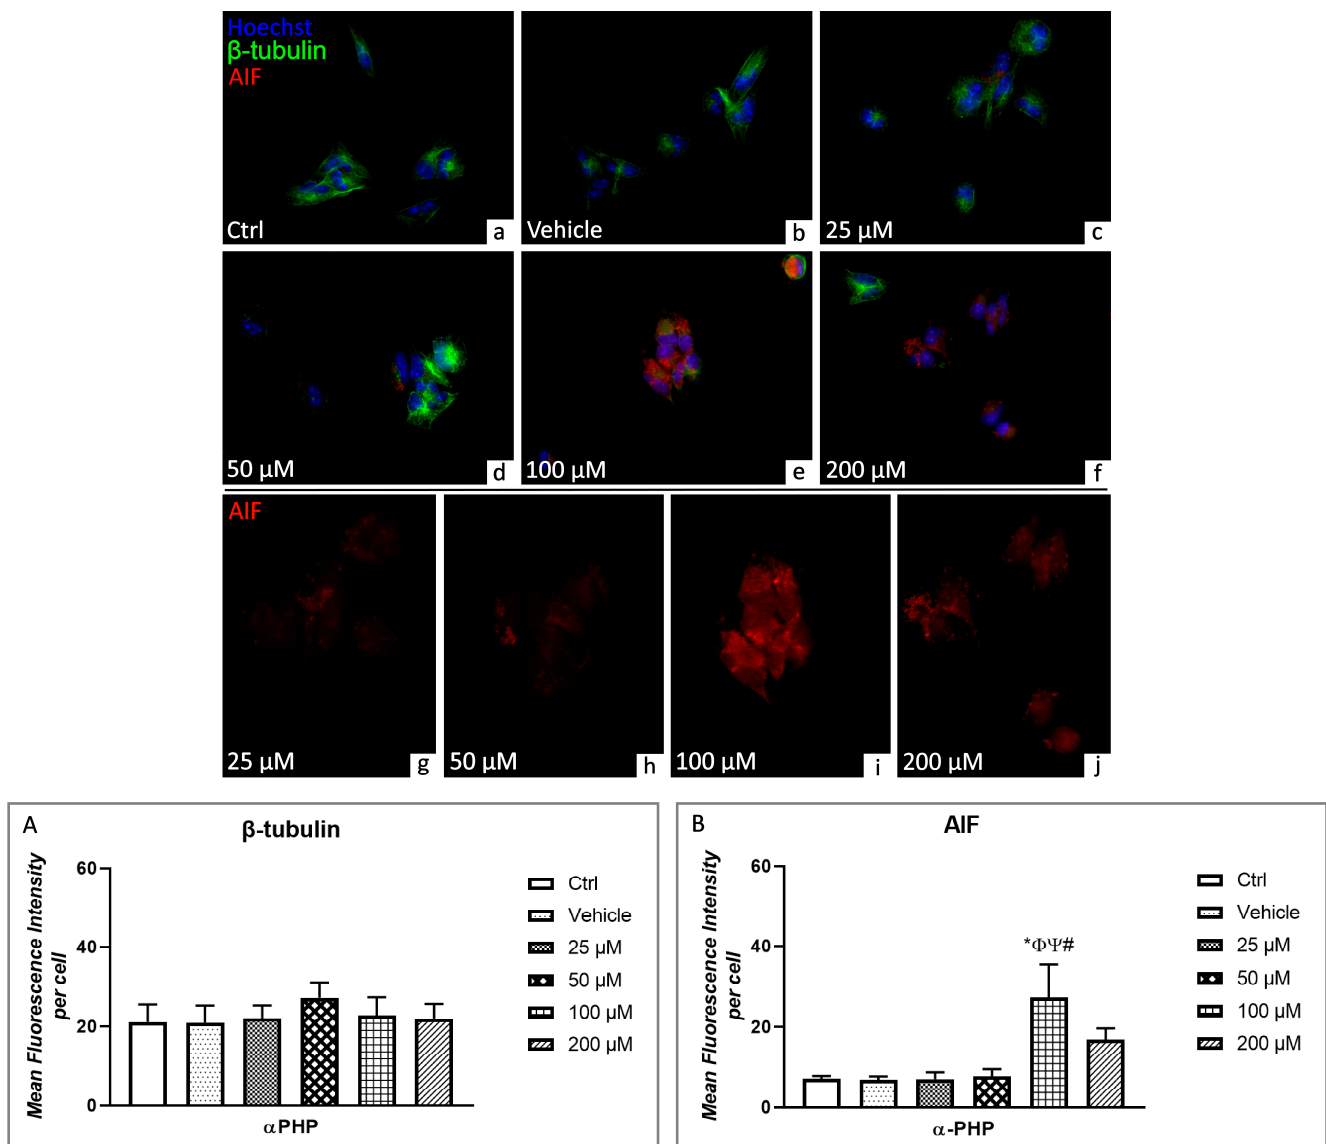 Hoechst
β-tubulin
AIF
Ctrl
a
Vehicle
b
25 µM
c
50 µM
d
100 µM
e
200 µM
f
AIF
25 µM
g
50 µM
h
100 µM
i
200 µM
j
A
β-tubulin
Mean Fluorescence Intensity
per cell
60
40
20
0
αPHP
Ctrl
Vehicle
25 µM
50 µM
100 µM
200 µM
B
AIF
Mean Fluorescence Intensity
per cell
60
40
20
0
*ΦΨ#
α-PHP
Ctrl
Vehicle
25 µM
50 µM
100 µM
200 µM